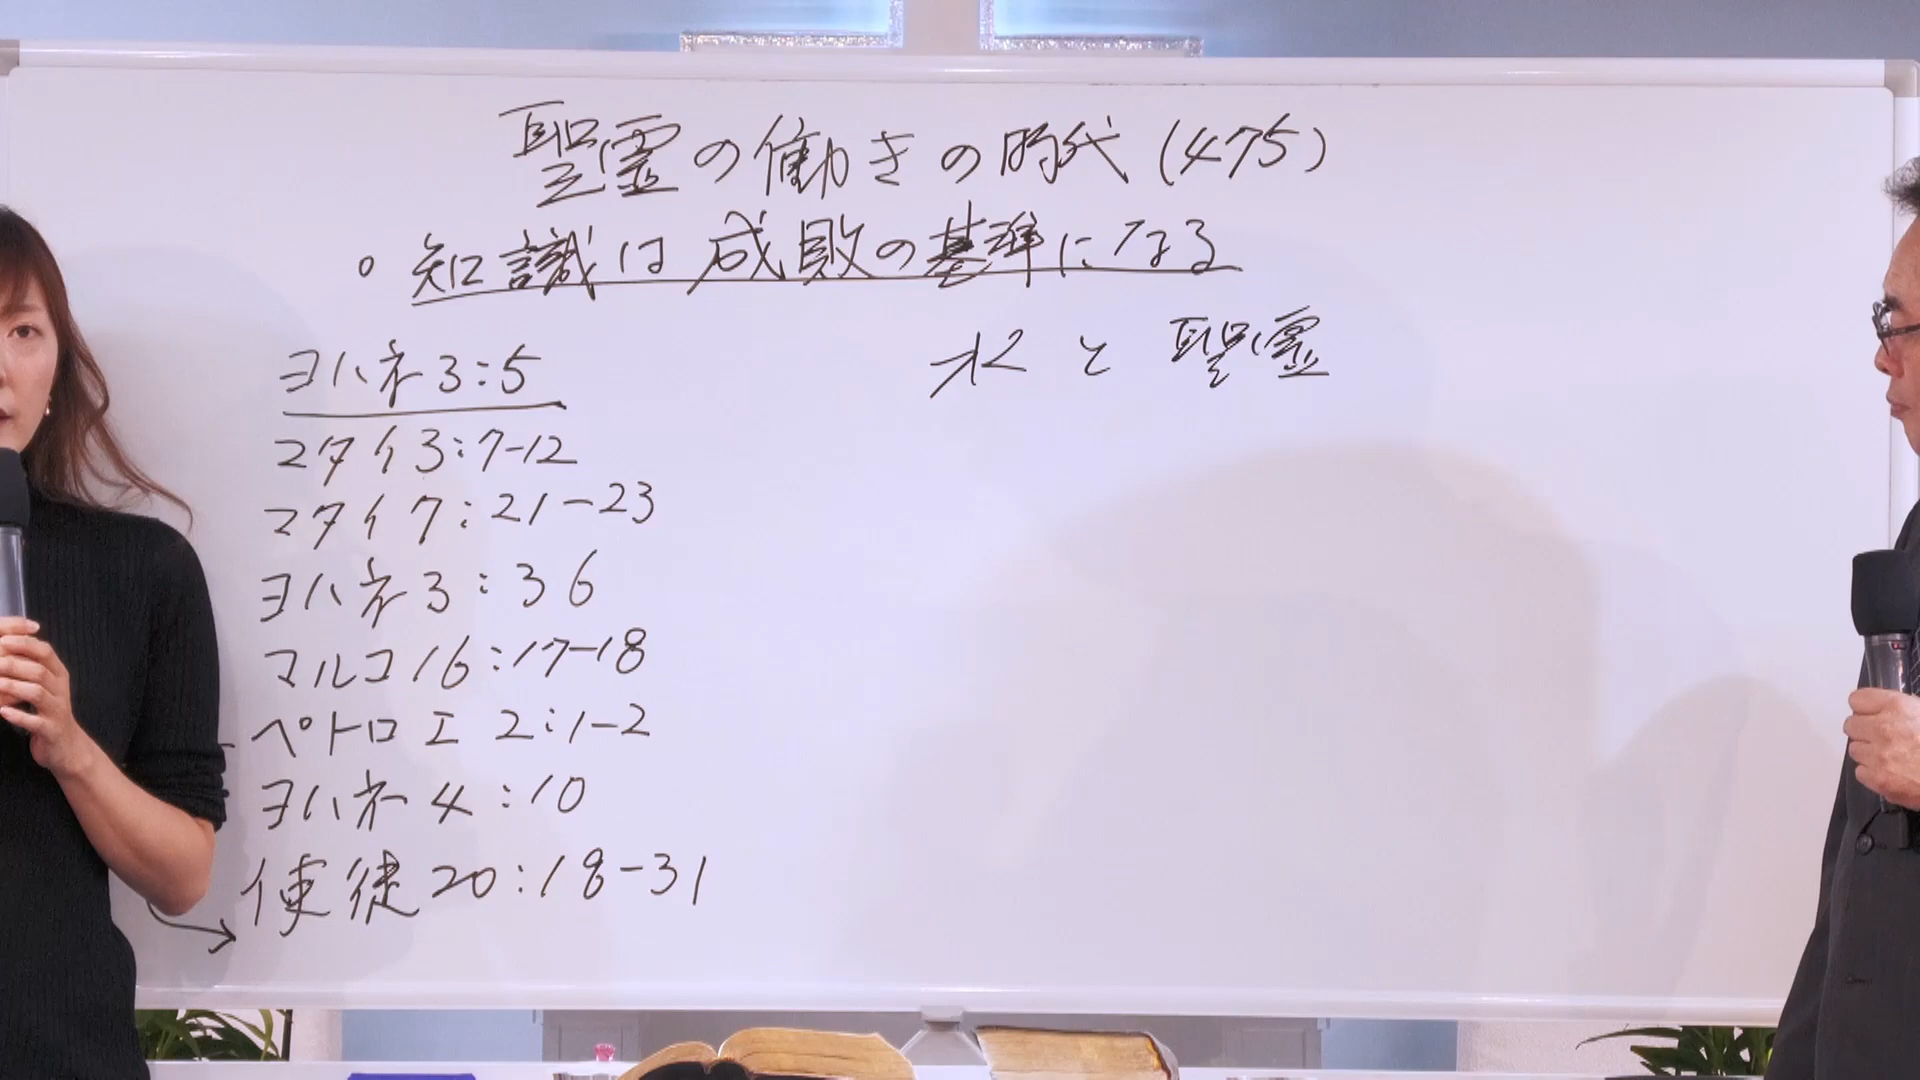 聖霊の働きの時代(475)
。知識は成敗の基準になる
水と聖霊
ヨハネ3:5
マタイ3:7-12
マタイ7:21-23
ヨハネ3:36
マルコ16:17-18
ペトロI 2:1-2
ヨハネ4:10
使徒20:18-31